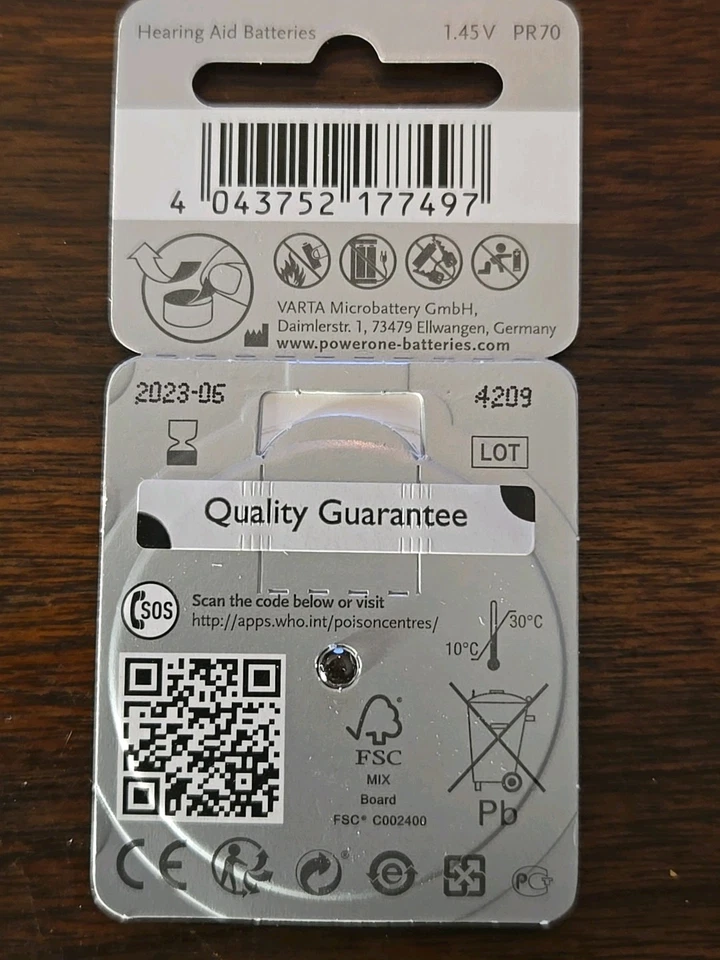 Hearing Aid Batteries 1.45V PR70
4 043752 177497
VARTA Microbattery GmbH,
Daimlerstr. 1, 73479 Ellwangen, Germany
www.powerone-batteries.com
2023-06 4209
LOT
Quality Guarantee
SOS
Scan the code below or visit
http://apps.who.int/poisoncentres/
30°C
10°C
FSC
MIX
Board
FSC® C002400
Pb
CE